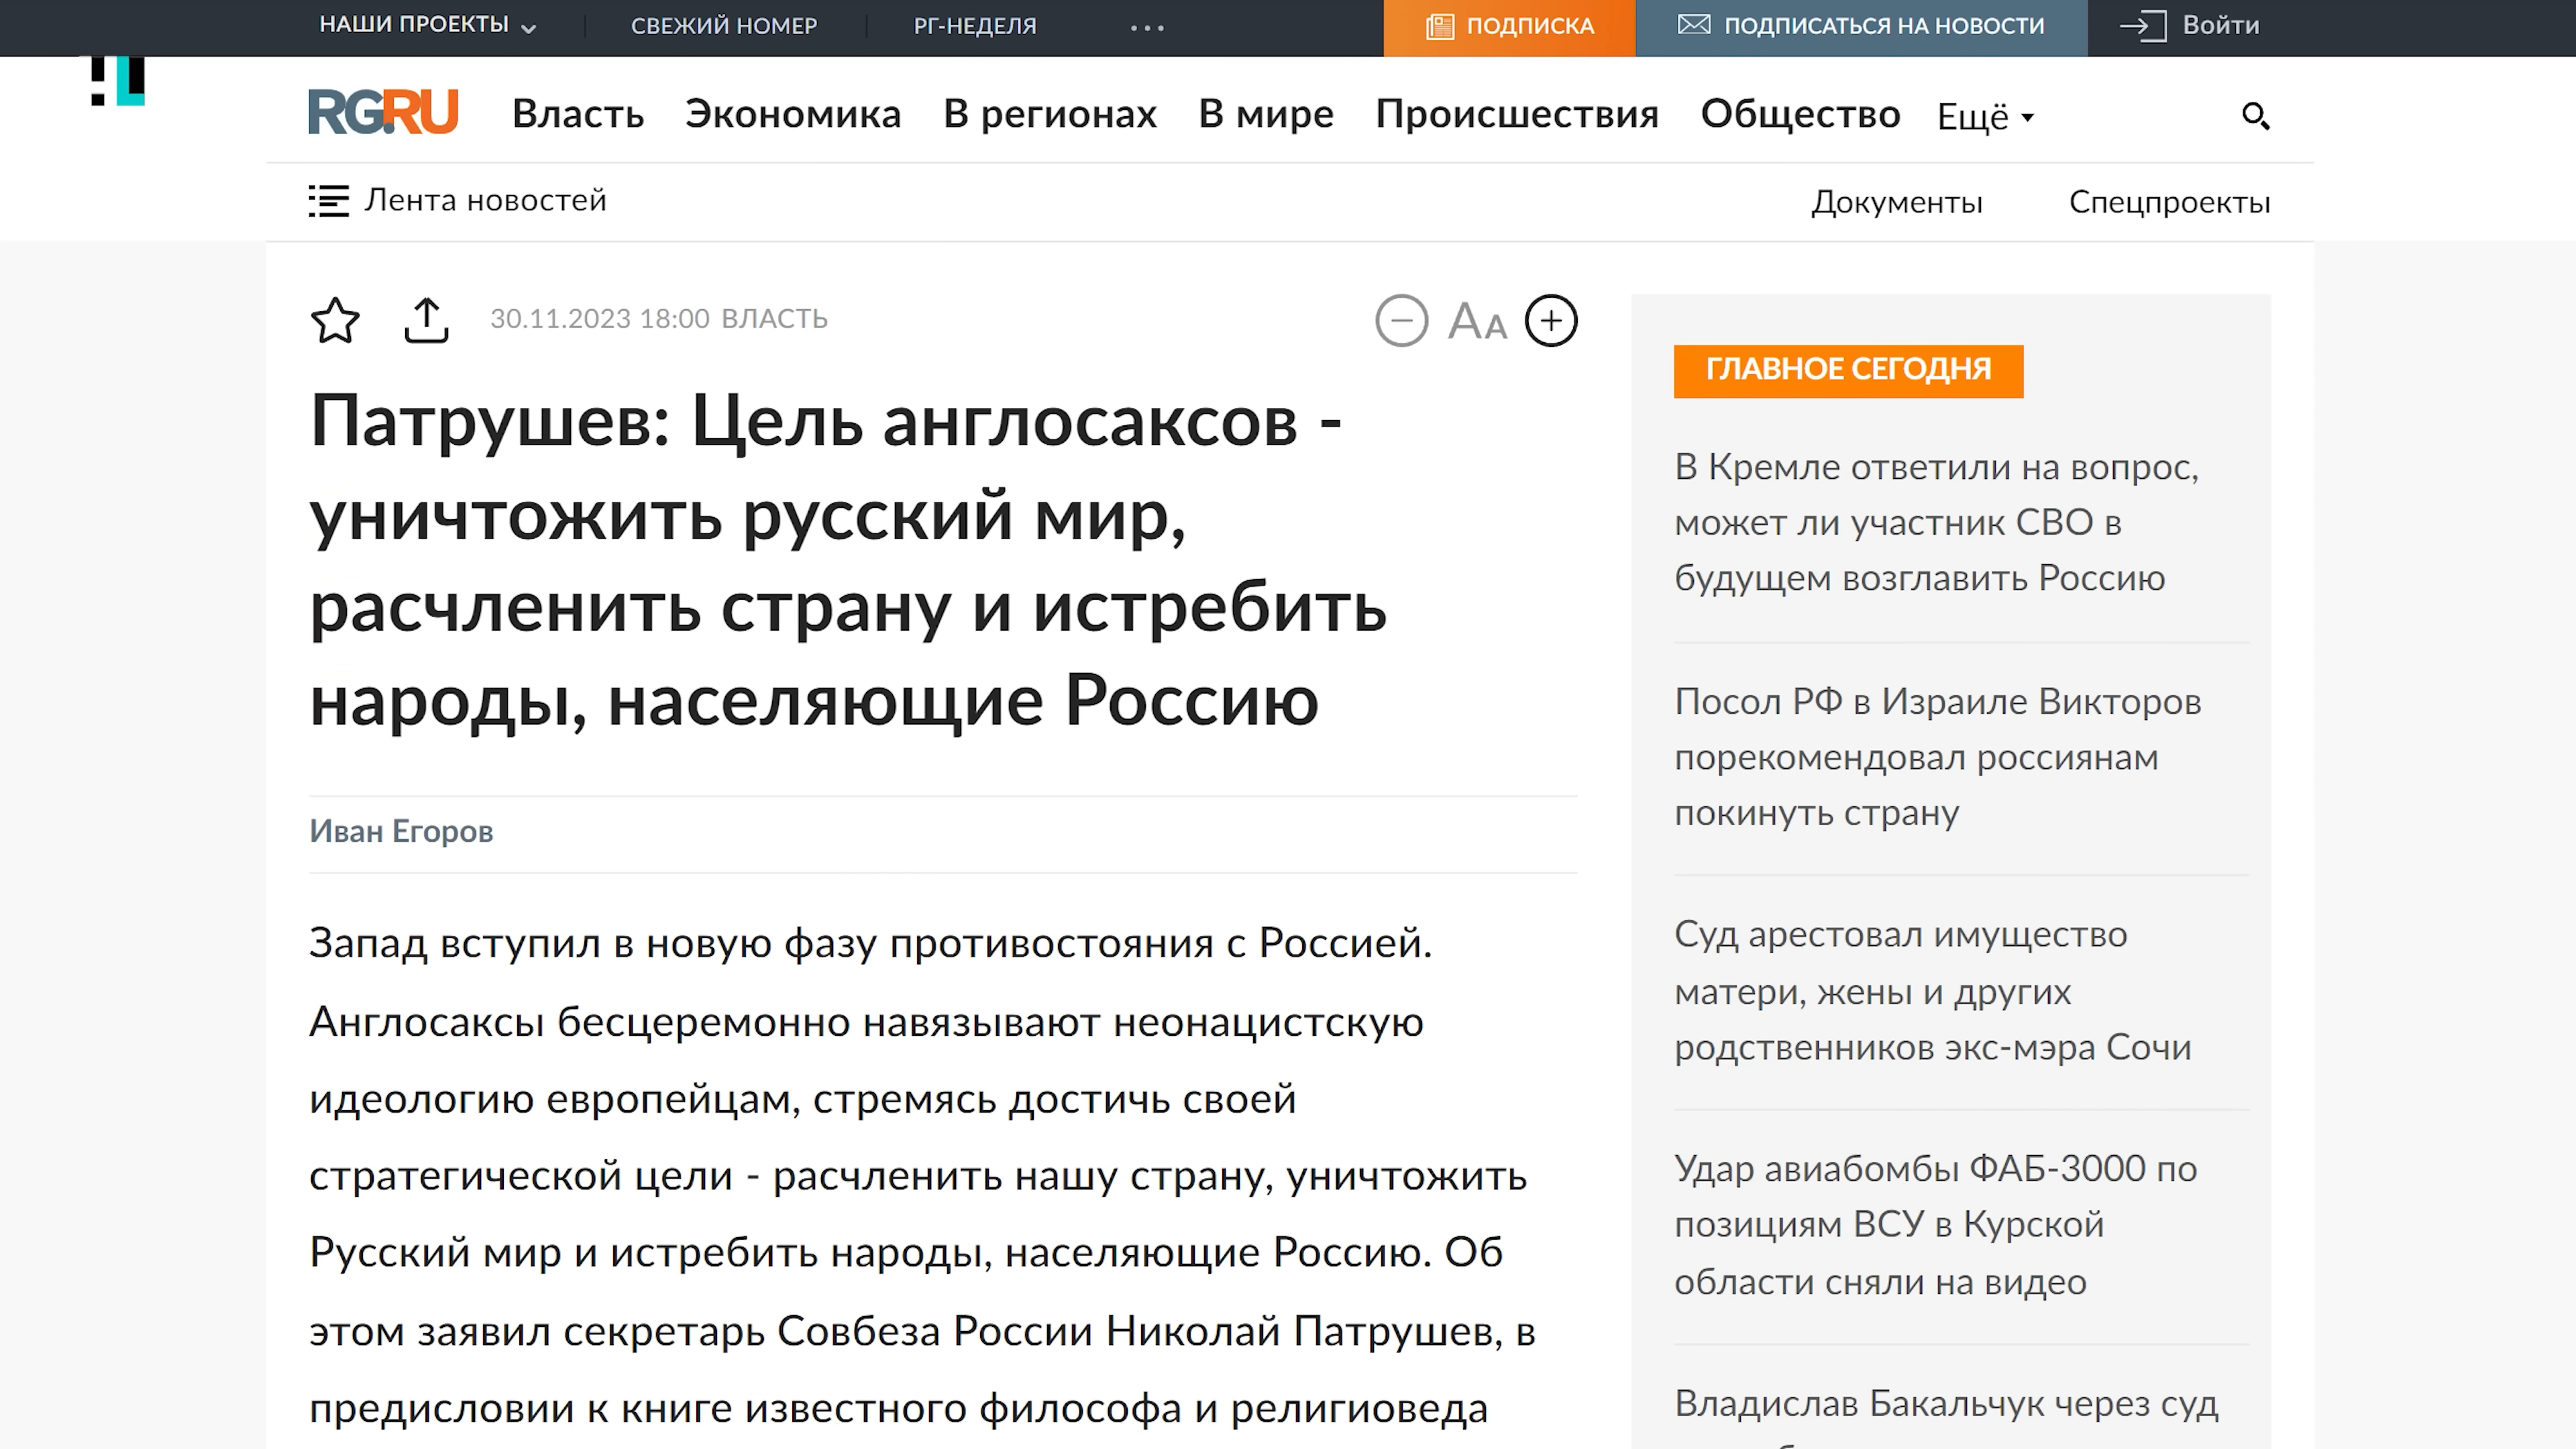 НАШИ ПРОЕКТЫ
СВЕЖИЙ НОМЕР
РГ-НЕДЕЛЯ
...
ПОДПИСКА
ПОДПИСАТЬСЯ НА НОВОСТИ
Войти
RG.RU
Власть
Экономика
В регионах
В мире
Происшествия
Общество
Ещё
Лента новостей
Документы
Спецпроекты
30.11.2023 18:00 ВЛАСТЬ
Аа
Патрушев: Цель англосаксов -
уничтожить русский мир,
расчленить страну и истребить
народы, населяющие Россию
Иван Егоров
Запад вступил в новую фазу противостояния с Россией.
Англосаксы бесцеремонно навязывают неонацистскую
идеологию европейцам, стремясь достичь своей
стратегической цели - расчленить нашу страну, уничтожить
Русский мир и истребить народы, населяющие Россию. Об
этом заявил секретарь Совбеза России Николай Патрушев, в
предисловии к книге известного философа и религиоведа
ГЛАВНОЕ СЕГОДНЯ
В Кремле ответили на вопрос,
может ли участник СВО в
будущем возглавить Россию
Посол РФ в Израиле Викторов
порекомендовал россиянам
покинуть страну
Суд арестовал имущество
матери, жены и других
родственников экс-мэра Сочи
Удар авиабомбы ФАБ-3000 по
позициям ВСУ в Курской
области сняли на видео
Владислав Бакальчук через суд